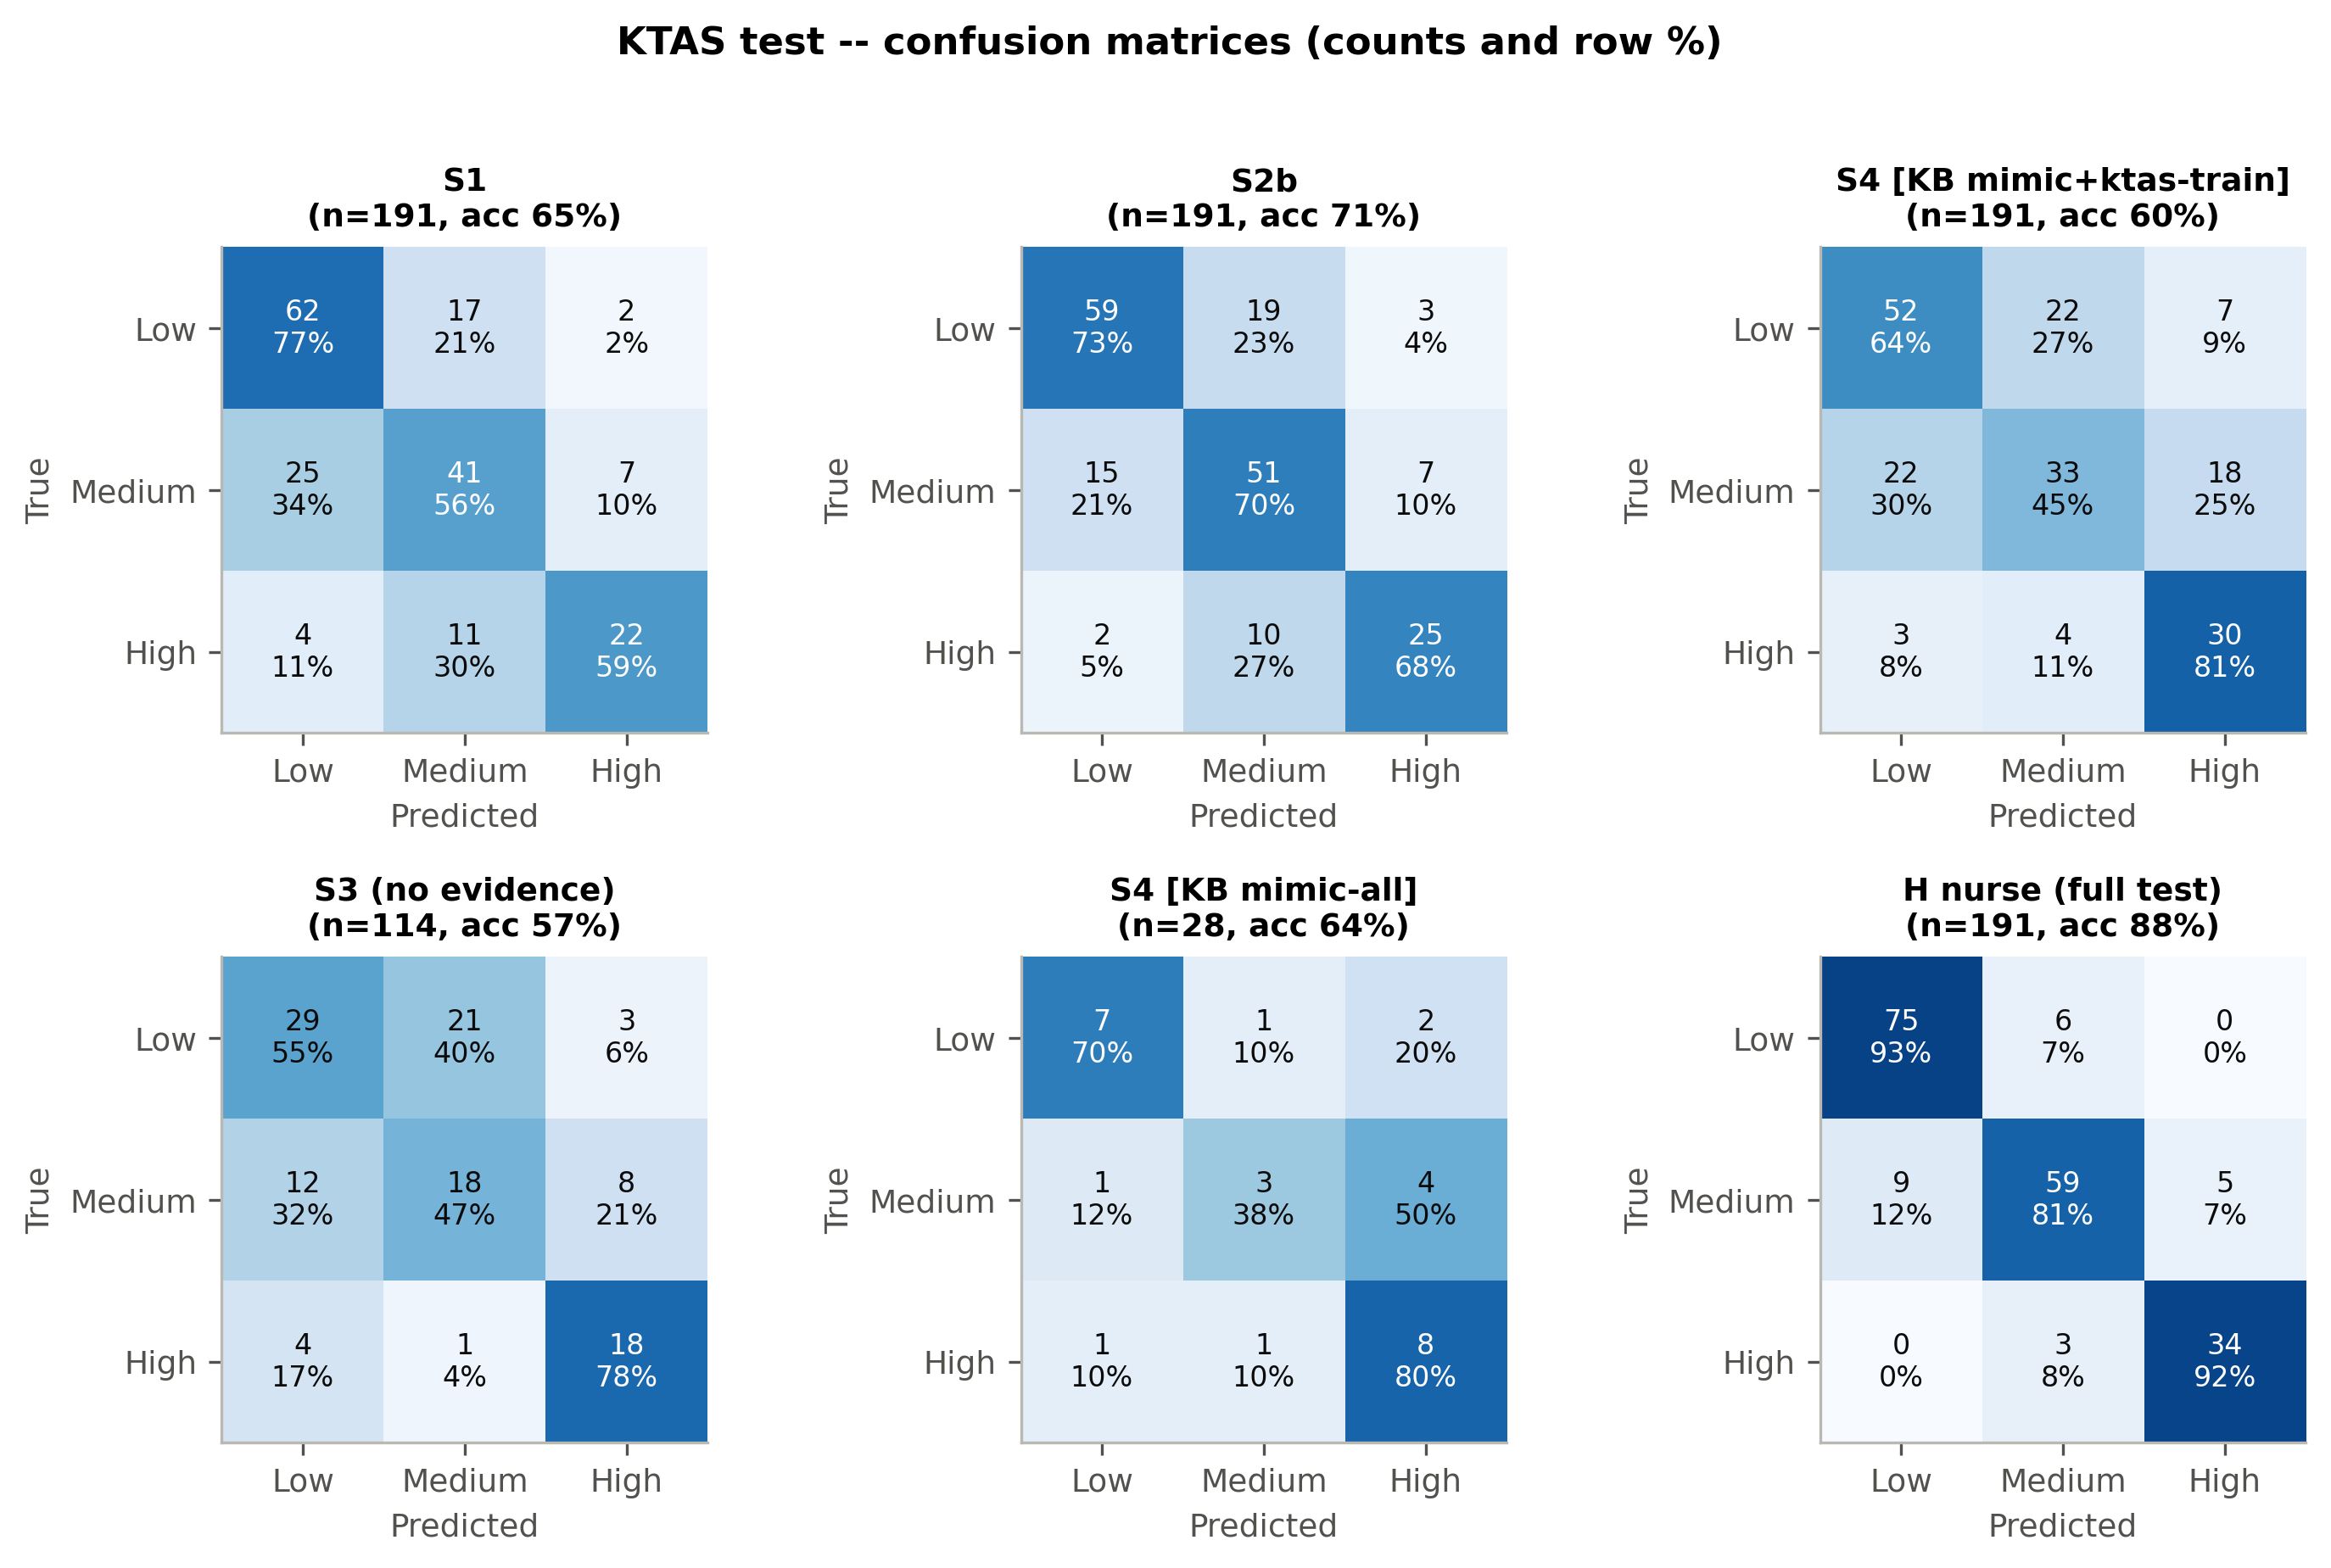 KTAS test -- confusion matrices (counts and row %)
S1
(n=191, acc 65%)
True
Low
Medium
High
62
77%
17
21%
2
2%
25
34%
41
56%
7
10%
4
11%
11
30%
22
59%
Low
Medium
High
Predicted
S2b
(n=191, acc 71%)
True
Low
Medium
High
59
73%
19
23%
3
4%
15
21%
51
70%
7
10%
2
5%
10
27%
25
68%
Low
Medium
High
Predicted
S4 [KB mimic+ktas-train]
(n=191, acc 60%)
True
Low
Medium
High
52
64%
22
27%
7
9%
22
30%
33
45%
18
25%
3
8%
4
11%
30
81%
Low
Medium
High
Predicted
S3 (no evidence)
(n=114, acc 57%)
True
Low
Medium
High
29
55%
21
40%
3
6%
12
32%
18
47%
8
21%
4
17%
1
4%
18
78%
Low
Medium
High
Predicted
S4 [KB mimic-all]
(n=28, acc 64%)
True
Low
Medium
High
7
70%
1
10%
2
20%
1
12%
3
38%
4
50%
1
10%
1
10%
8
80%
Low
Medium
High
Predicted
H nurse (full test)
(n=191, acc 88%)
True
Low
Medium
High
75
93%
6
7%
0
0%
9
12%
59
81%
5
7%
0
0%
3
8%
34
92%
Low
Medium
High
Predicted